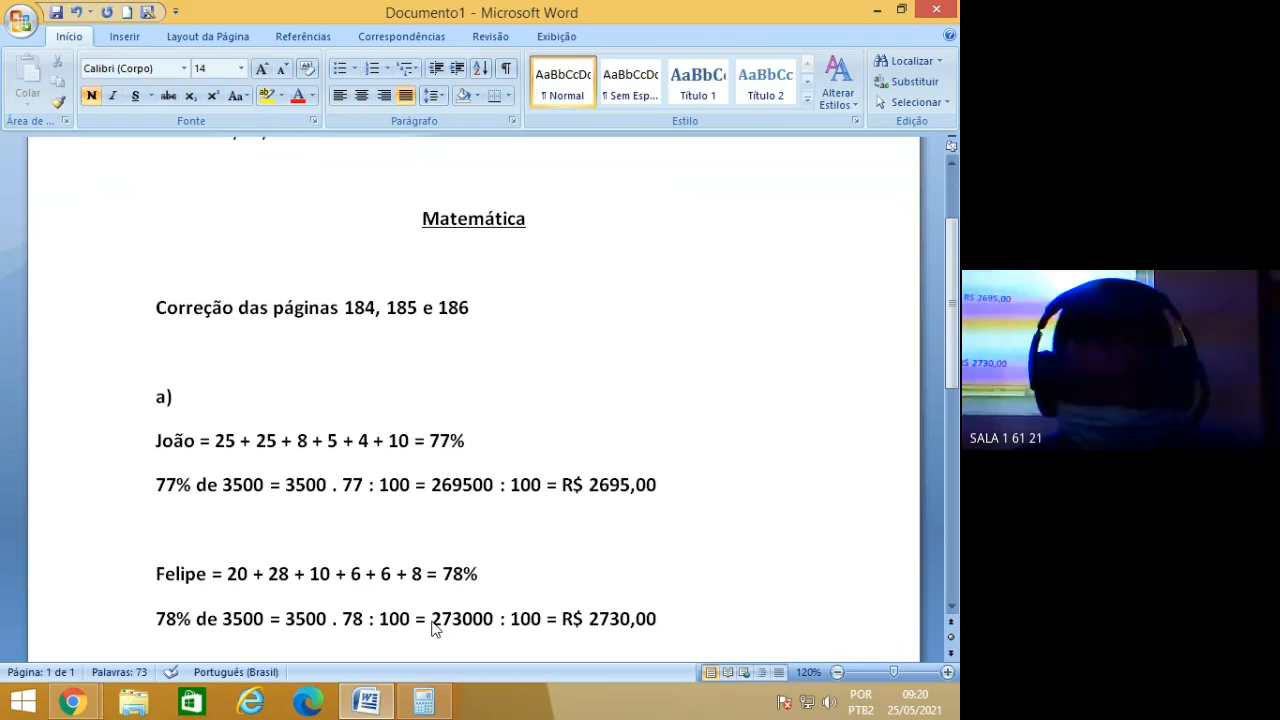 Documento1 - Microsoft Word
Início Inserir Layout da Página Referências Correspondências Revisão Exibição
Colar
Calibri (Corpo) 14
N I S abc x₂ x² Aa
AaBbCcDc AaBbCcDc AaBbC AaBbCc
¶ Normal ¶ Sem Esp... Título 1 Título 2
Alterar Estilos
Localizar
Substituir
Selecionar
Área de ... Fonte Parágrafo Estilo Edição
Matemática
Correção das páginas 184, 185 e 186
a)
João = 25 + 25 + 8 + 5 + 4 + 10 = 77%
77% de 3500 = 3500 . 77 : 100 = 269500 : 100 = R$ 2695,00
Felipe = 20 + 28 + 10 + 6 + 6 + 8 = 78%
78% de 3500 = 3500 . 78 : 100 = 273000 : 100 = R$ 2730,00
R$ 2695,00
$ 2730,00
SALA 1 61 21
Página: 1 de 1 Palavras: 73 Português (Brasil) 120%
POR 09:20
PTB2 25/05/2021